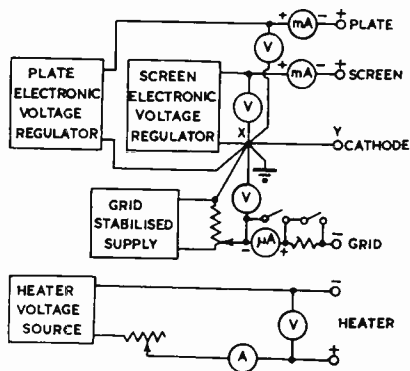 + mA - +
PLATE
V
PLATE
ELECTRONIC
VOLTAGE
REGULATOR
SCREEN
ELECTRONIC
VOLTAGE
REGULATOR
+ mA - +
SCREEN
V
X
Y
CATHODE
GRID
STABILISED
SUPPLY
V
- μA + -
GRID
HEATER
VOLTAGE
SOURCE
-
V
HEATER
A
+